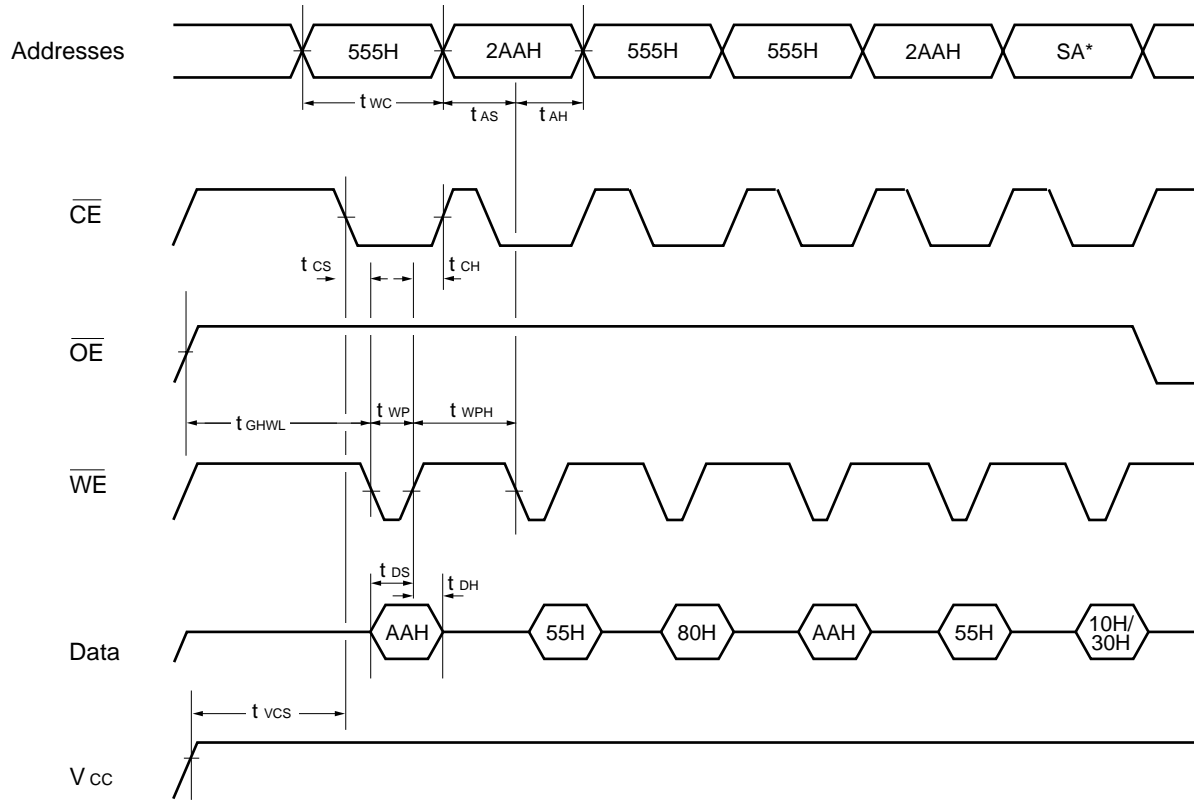 Addresses 555H 2AAH 555H 555H 2AAH SA*
t WC t AS t AH
CE
t CS t CH
OE
t GHWL t WP t WPH
WE
t DS t DH
Data AAH 55H 80H AAH 55H 10H/
30H
t VCS
V CC